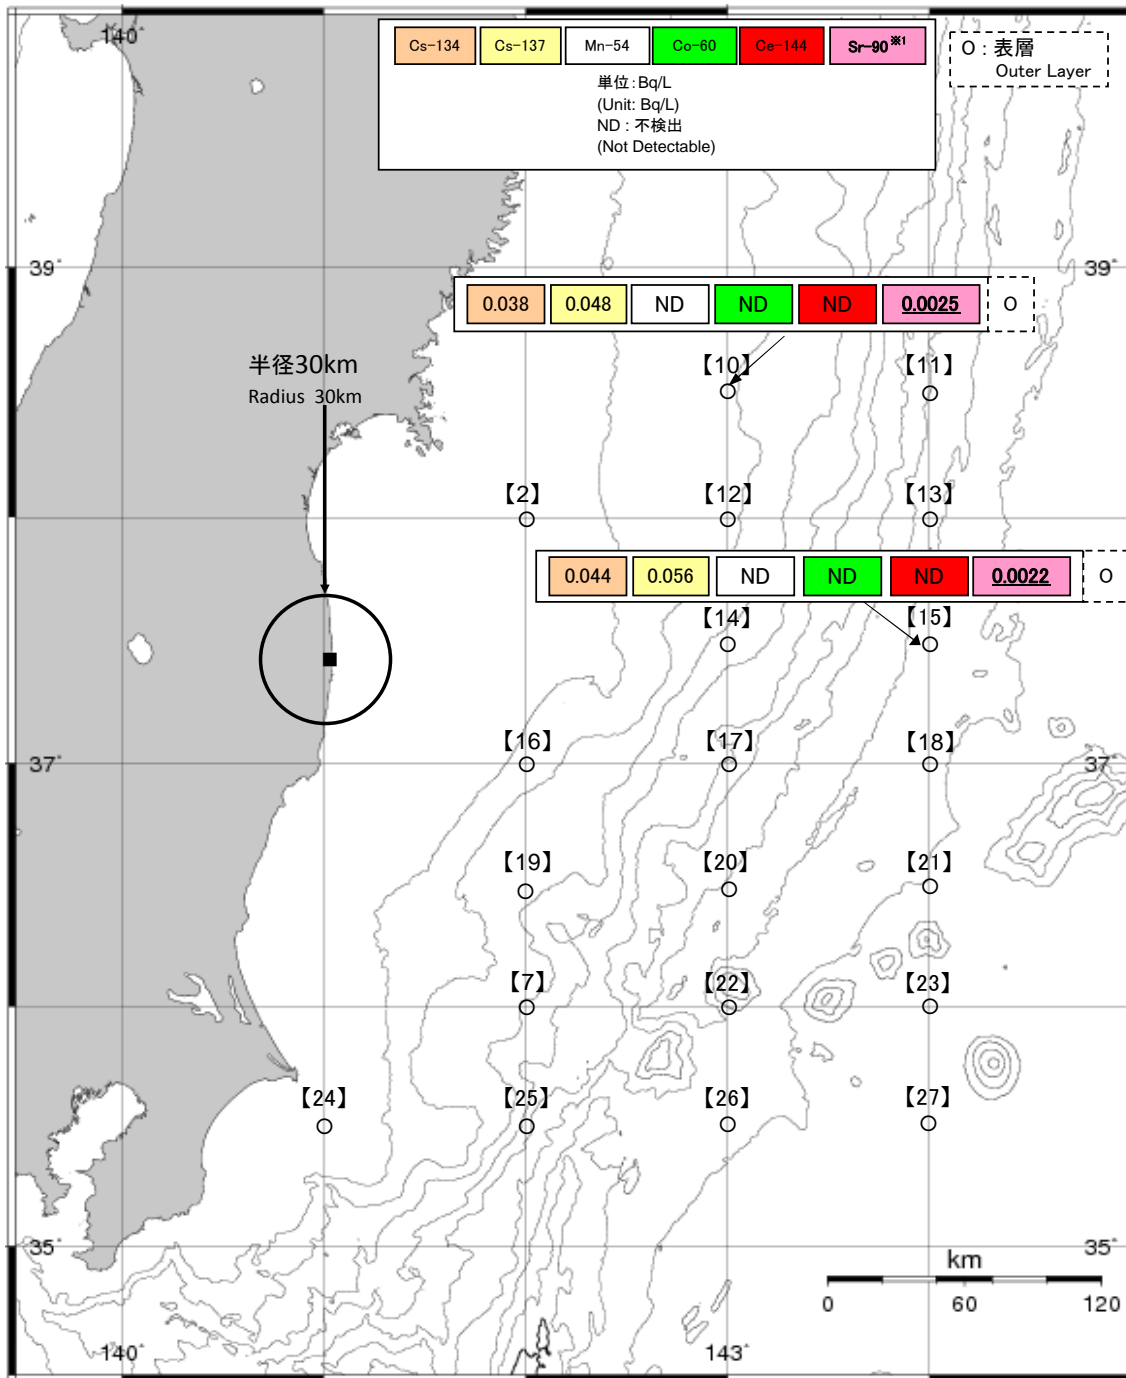 140°
Cs-134 Cs-137 Mn-54 Co-60 Ce-144 Sr-90※1
単位:Bq/L
(Unit: Bq/L)
ND : 不検出
(Not Detectable)
O : 表層
Outer Layer
39° 39°
0.038 0.048 ND ND ND 0.0025 O
半径30km
Radius 30km
【10】 【11】
【2】 【12】 【13】
0.044 0.056 ND ND ND 0.0022 O
【14】 【15】
【16】 【17】 【18】
37° 37°
【19】 【20】 【21】
【7】 【22】 【23】
【24】 【25】 【26】 【27】
35° 35°
km
0 60 120
140° 143°